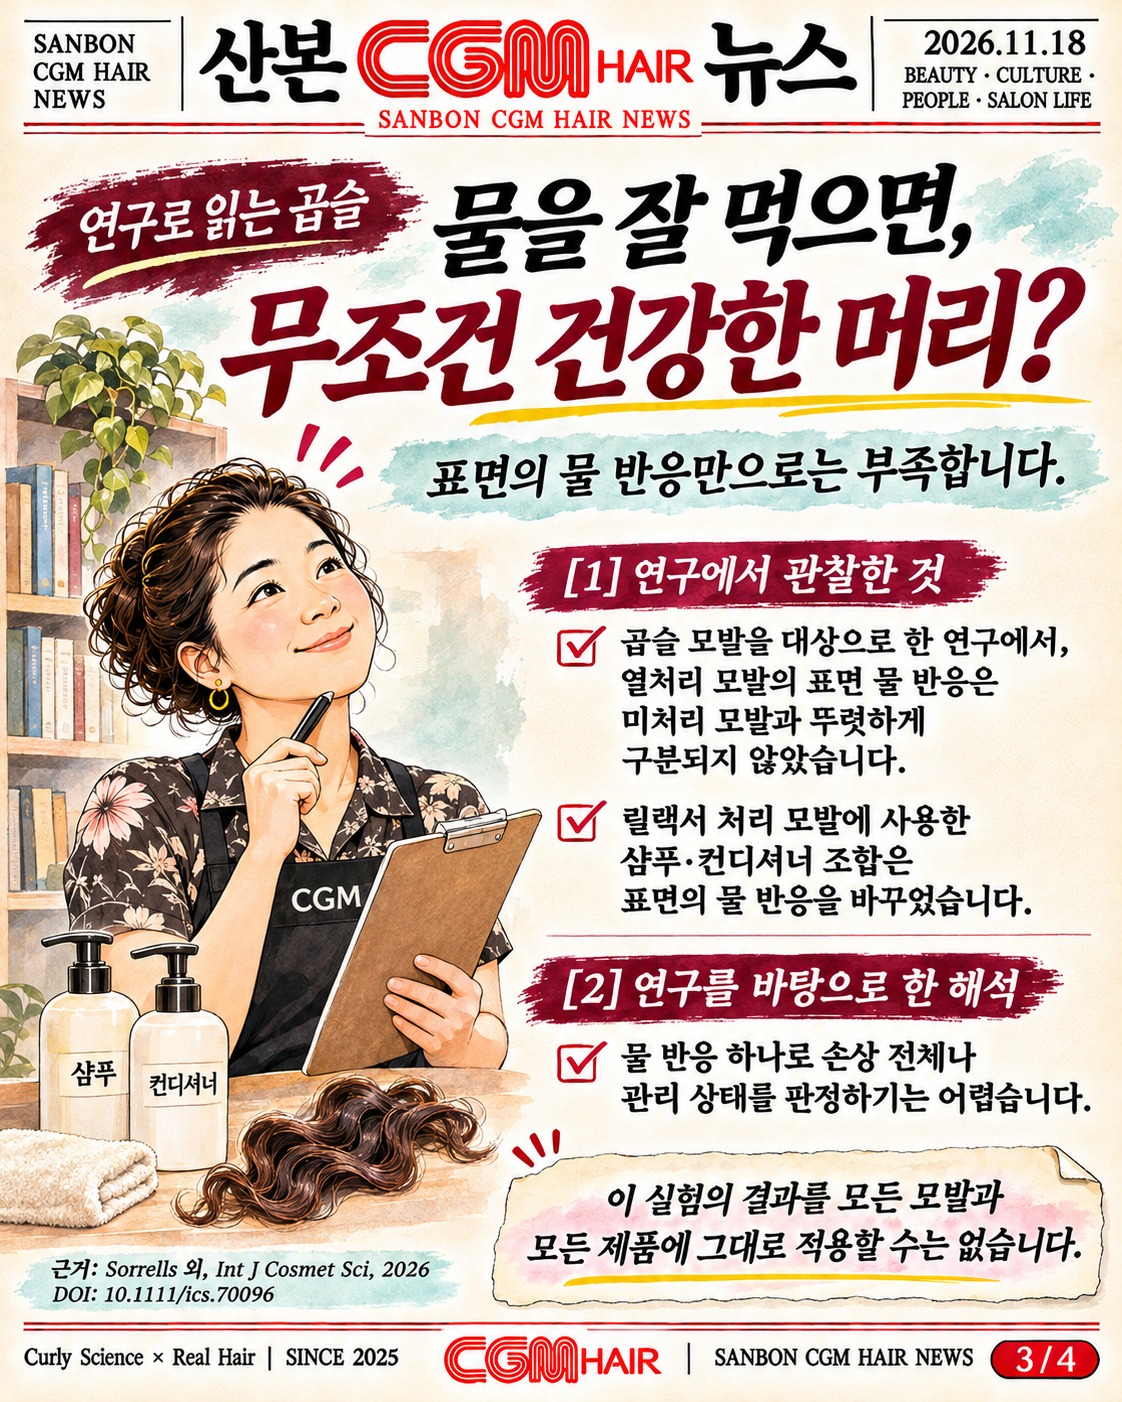 SANBON
CGM HAIR
NEWS
산본 CGM HAIR 뉴스
SANBON CGM HAIR NEWS
2026.11.18
BEAUTY · CULTURE ·
PEOPLE · SALON LIFE
연구로 읽는 곱슬
물을 잘 먹으면,
무조건 건강한 머리?
표면의 물 반응만으로는 부족합니다.
[1] 연구에서 관찰한 것
곱슬 모발을 대상으로 한 연구에서,
열처리 모발의 표면 물 반응은
미처리 모발과 뚜렷하게
구분되지 않았습니다.
릴랙서 처리 모발에 사용한
샴푸·컨디셔너 조합은
표면의 물 반응을 바꾸었습니다.
CGM
[2] 연구를 바탕으로 한 해석
물 반응 하나로 손상 전체나
관리 상태를 판정하기는 어렵습니다.
샴푸
컨디셔너
이 실험의 결과를 모든 모발과
모든 제품에 그대로 적용할 수는 없습니다.
근거: Sorrells 외, Int J Cosmet Sci, 2026
DOI: 10.1111/ics.70096
Curly Science × Real Hair | SINCE 2025
CGM HAIR
SANBON CGM HAIR NEWS
3/4